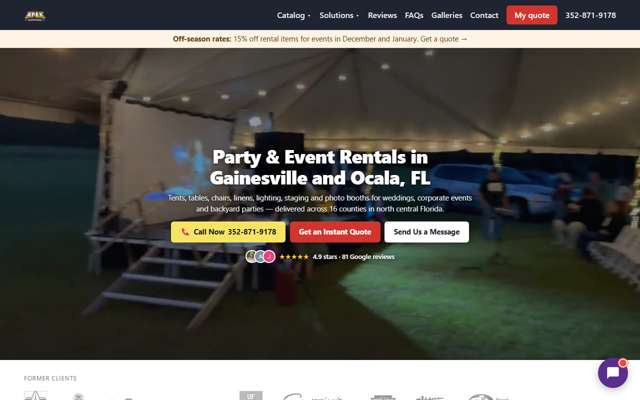 APEX
Catalog Solutions Reviews FAQs Galleries Contact My quote 352-871-9178
Off-season rates: 15% off rental items for events in December and January. Get a quote →
Party & Event Rentals in
Gainesville and Ocala, FL
Tents, tables, chairs, linens, lighting, staging and photo booths for weddings, corporate events
and backyard parties — delivered across 16 counties in north central Florida.
Call Now 352-871-9178 Get an Instant Quote Send Us a Message
★★★★★ 4.9 stars · 81 Google reviews
FORMER CLIENTS
UF